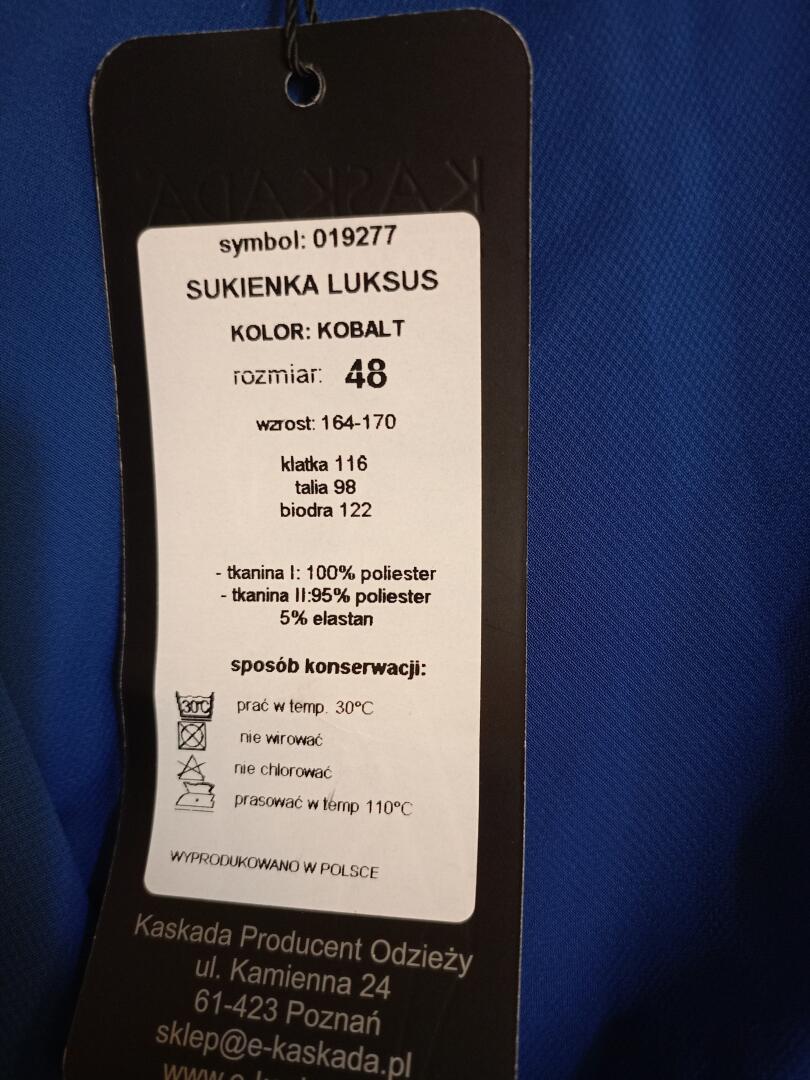 KASKADA
symbol: 019277
SUKIENKA LUKSUS
KOLOR: KOBALT
rozmiar: 48
wzrost: 164-170
klatka 116
talia 98
biodra 122
- tkanina I: 100% poliester
- tkanina II:95% poliester
5% elastan
sposób konserwacji:
30C prać w temp. 30°C
nie wirować
nie chlorować
prasować w temp 110°C
WYPRODUKOWANO W POLSCE
Kaskada Producent Odzieży
ul. Kamienna 24
61-423 Poznań
sklep@e-kaskada.pl